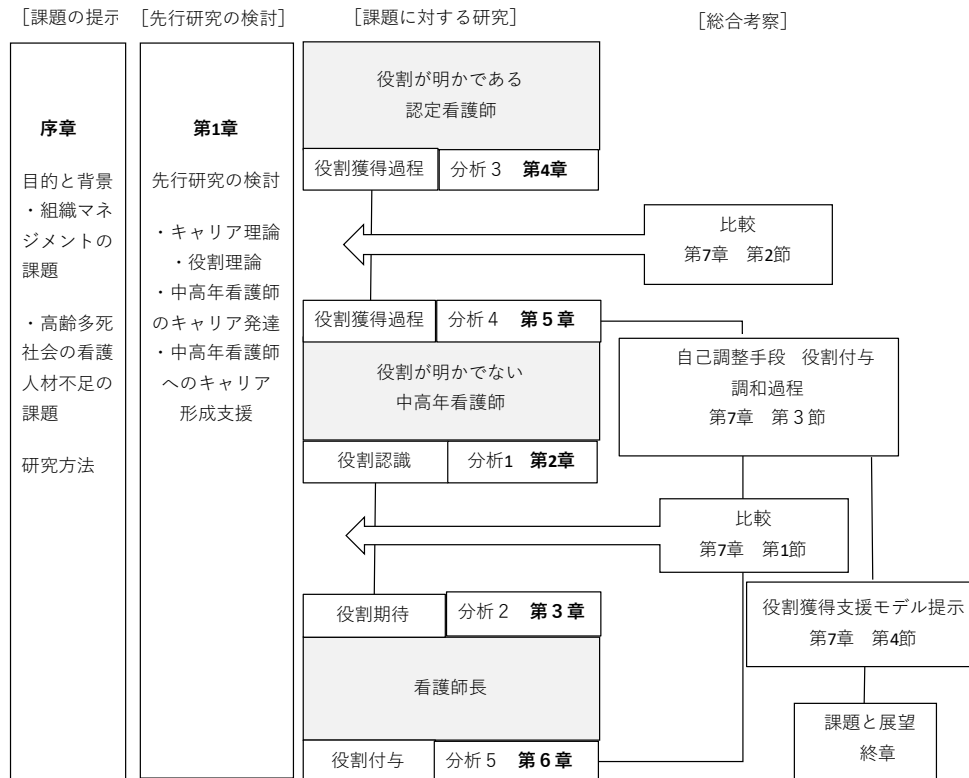 [課題の提示
[先行研究の検討]
[課題に対する研究]
[総合考察]
序章
目的と背景
・組織マネ
ジメントの
課題
・高齢多死
社会の看護
人材不足の
課題
研究方法
第1章
先行研究の検討
・キャリア理論
・役割理論
・中高年看護師
のキャリア発達
・中高年看護師
へのキャリア
形成支援
役割が明かである
認定看護師
役割獲得過程
分析３ 第4章
役割獲得過程
分析４ 第５章
役割が明かでない
中高年看護師
役割認識
分析1 第2章
役割期待
分析２ 第３章
看護師長
役割付与
分析５ 第６章
比較
第7章 第2節
自己調整手段 役割付与
調和過程
第7章 第３節
比較
第7章 第1節
役割獲得支援モデル提示
第7章 第4節
課題と展望
終章